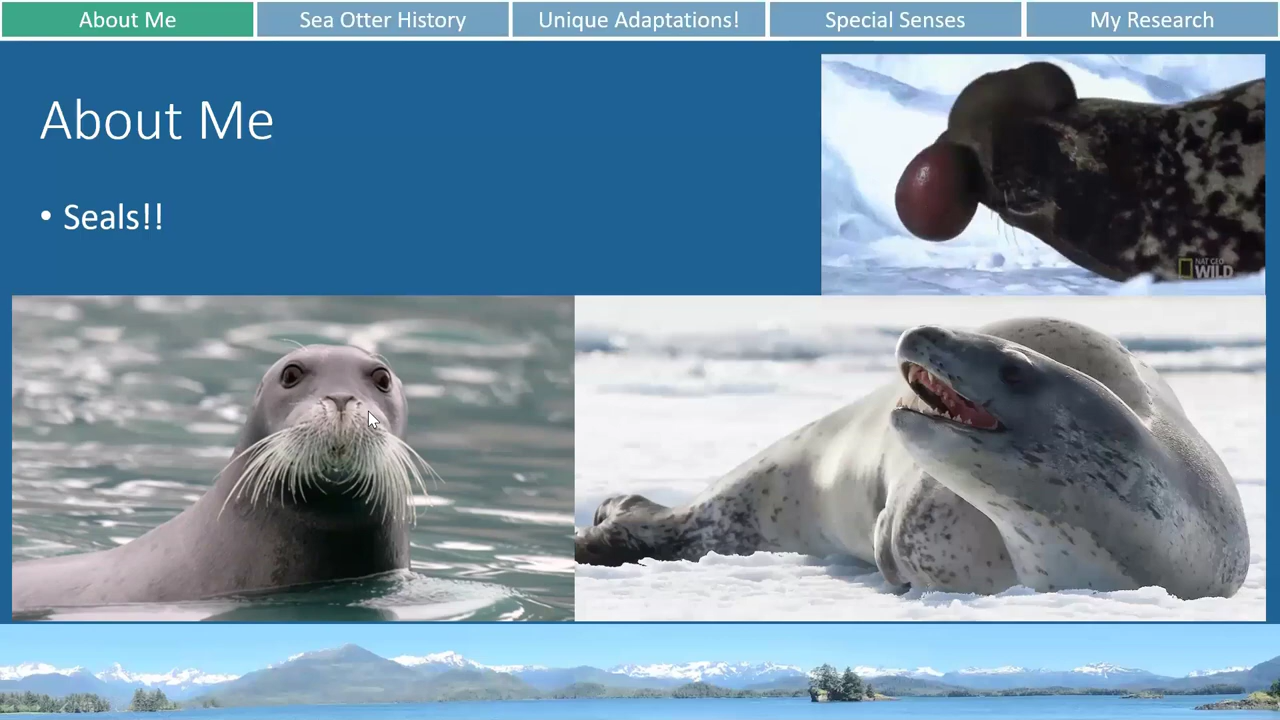 About Me
Sea Otter History
Unique Adaptations!
Special Senses
My Research
About Me
• Seals!!
NAT GEO
WILD